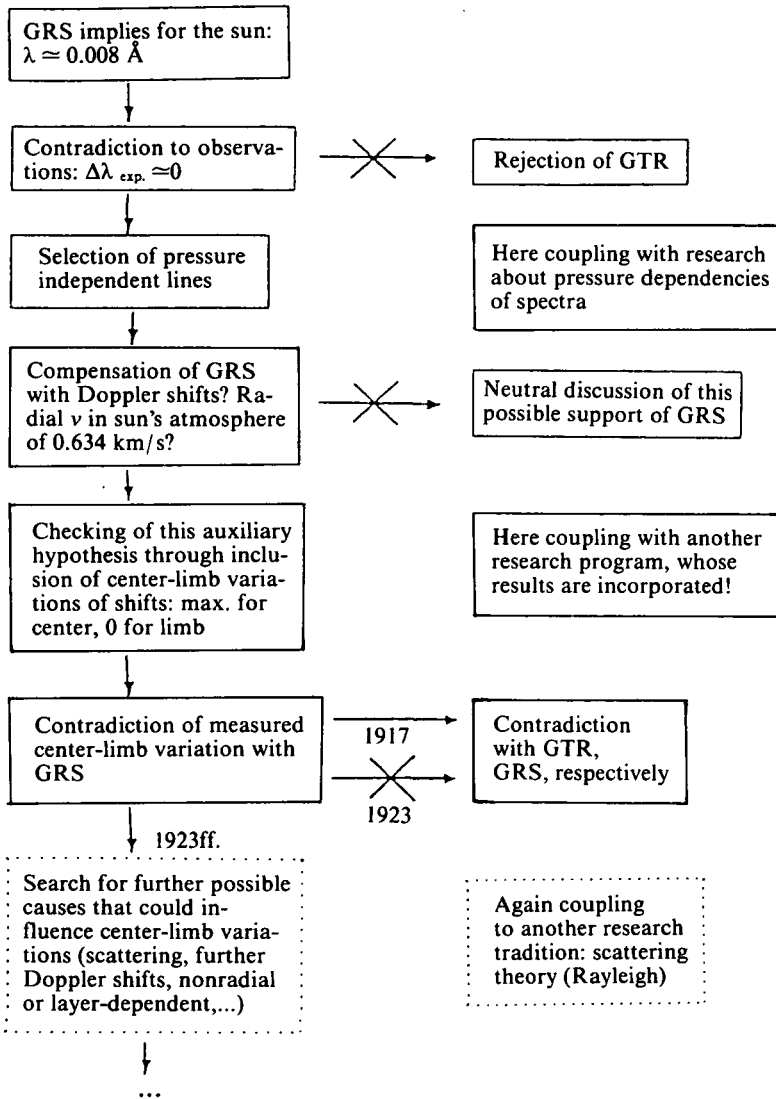 GRS implies for the sun:
λ ≃ 0.008 Å
Contradiction to observa-
tions: Δλ exp. ≃0
Rejection of GTR
Selection of pressure
independent lines
Here coupling with research
about pressure dependencies
of spectra
Compensation of GRS
with Doppler shifts? Ra-
dial v in sun's atmosphere
of 0.634 km/s?
Neutral discussion of this
possible support of GRS
Checking of this auxiliary
hypothesis through inclu-
sion of center-limb varia-
tions of shifts: max. for
center, 0 for limb
Here coupling with another
research program, whose
results are incorporated!
Contradiction of measured
center-limb variation with
GRS
1917
1923
Contradiction
with GTR,
GRS, respectively
1923ff.
Search for further possible
causes that could in-
fluence center-limb varia-
tions (scattering, further
Doppler shifts, nonradial
or layer-dependent,...)
Again coupling
to another research
tradition: scattering
theory (Rayleigh)
...